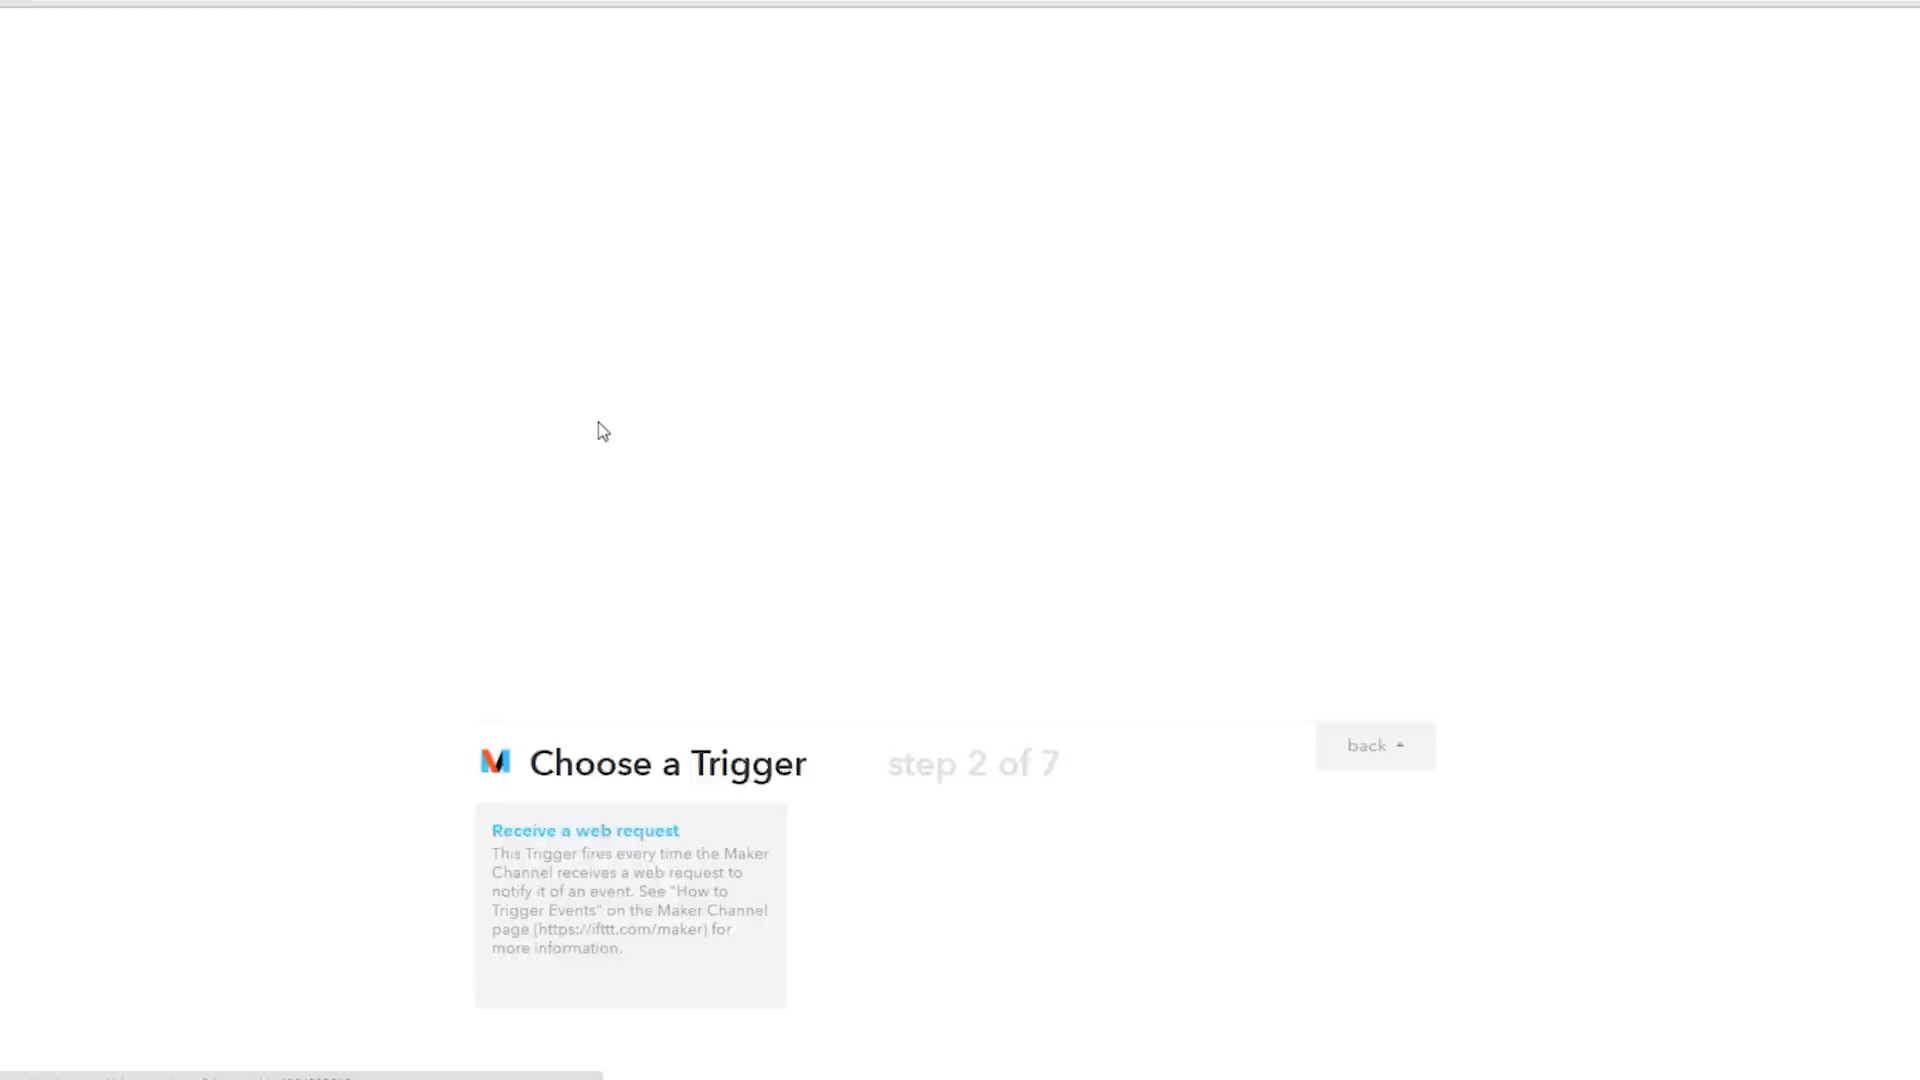 Choose a Trigger
step 2 of 7
back
Receive a web request
This Trigger fires every time the Maker
Channel receives a web request to
notify it of an event. See "How to
Trigger Events" on the Maker Channel
page (https://ifttt.com/maker) for
more information.